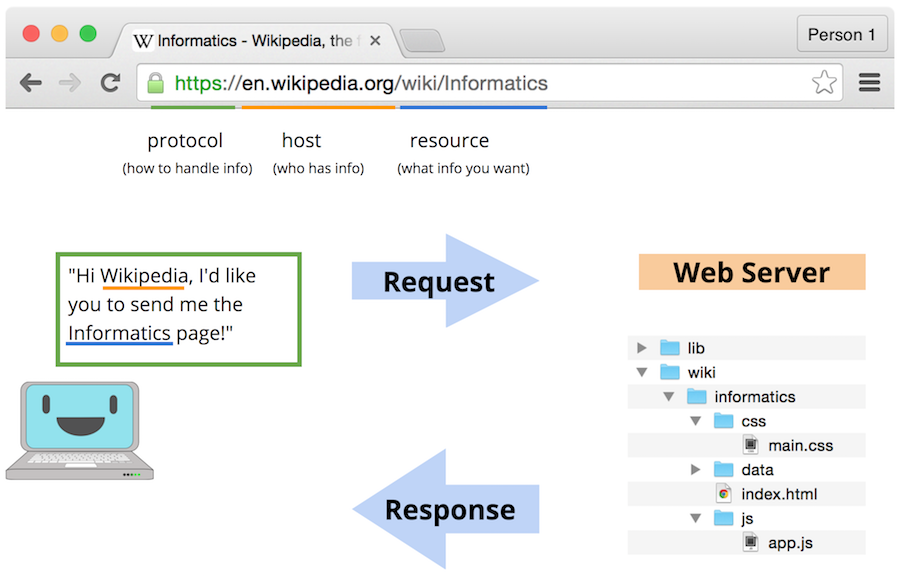 Informatics - Wikipedia, the f
Person 1
https://en.wikipedia.org/wiki/Informatics
protocol host resource
(how to handle info) (who has info) (what info you want)
"Hi Wikipedia, I'd like
you to send me the
Informatics page!"
Request
Web Server
lib
wiki
informatics
css
main.css
data
index.html
js
app.js
Response